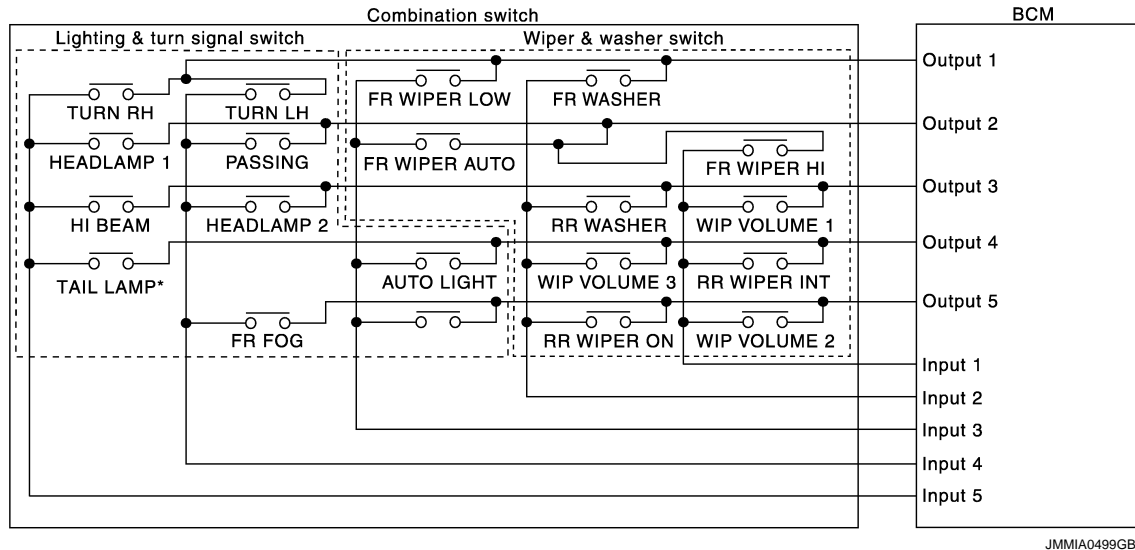 Combination switch
BCM
Lighting & turn signal switch
Wiper & washer switch
Output 1
TURN RH
TURN LH
FR WIPER LOW
FR WASHER
Output 2
HEADLAMP 1
PASSING
FR WIPER AUTO
FR WIPER HI
Output 3
HI BEAM
HEADLAMP 2
RR WASHER
WIP VOLUME 1
Output 4
TAIL LAMP*
AUTO LIGHT
WIP VOLUME 3
RR WIPER INT
Output 5
FR FOG
RR WIPER ON
WIP VOLUME 2
Input 1
Input 2
Input 3
Input 4
Input 5
JMMIA0499GB